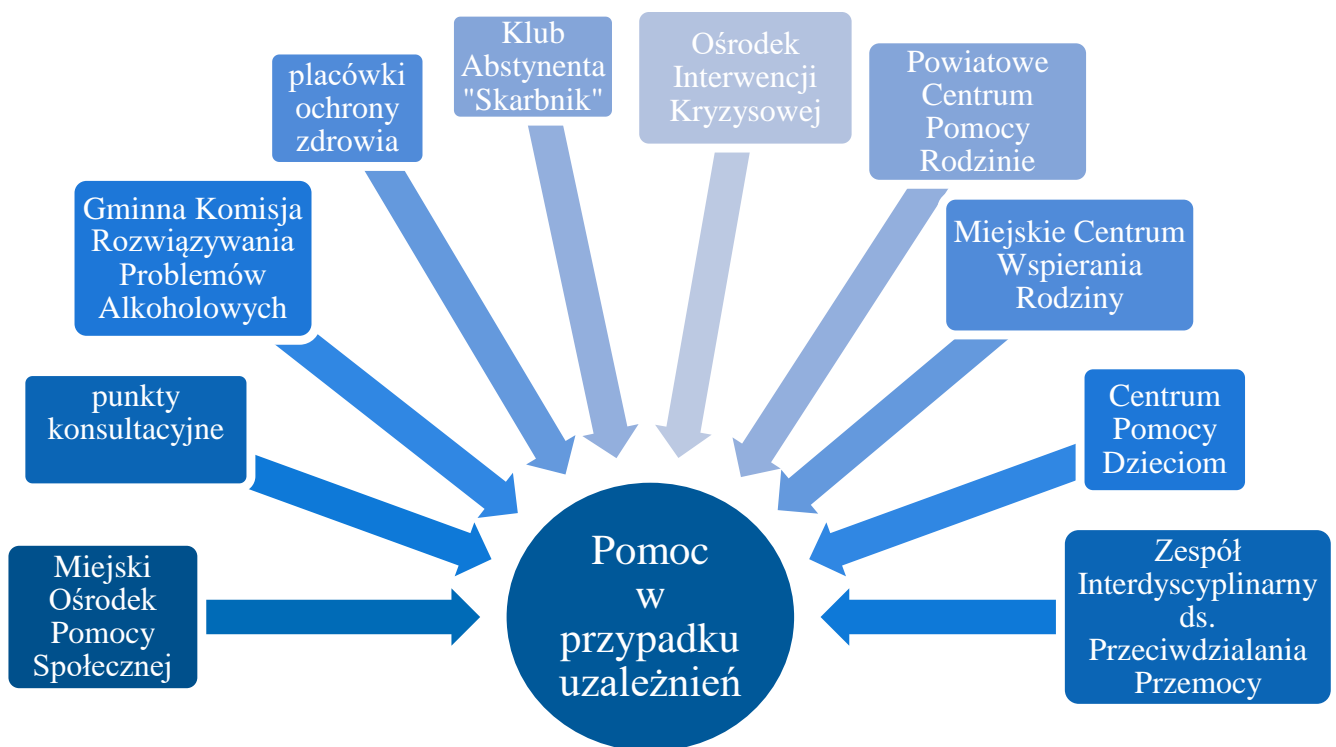 Miejski
Ośrodek
Pomocy
Społecznej
punkty
konsultacyjne
Gminna Komisja
Rozwiązywania
Problemów
Alkoholowych
placówki
ochrony
zdrowia
Klub
Abstynenta
"Skarbnik"
Ośrodek
Interwencji
Kryzysowej
Powiatowe
Centrum
Pomocy
Rodzinie
Miejskie Centrum
Wspierania
Rodziny
Centrum
Pomocy
Dzieciom
Zespół
Interdyscyplinarny
ds.
Przeciwdzialania
Przemocy
Pomoc
w
przypadku
uzależnień